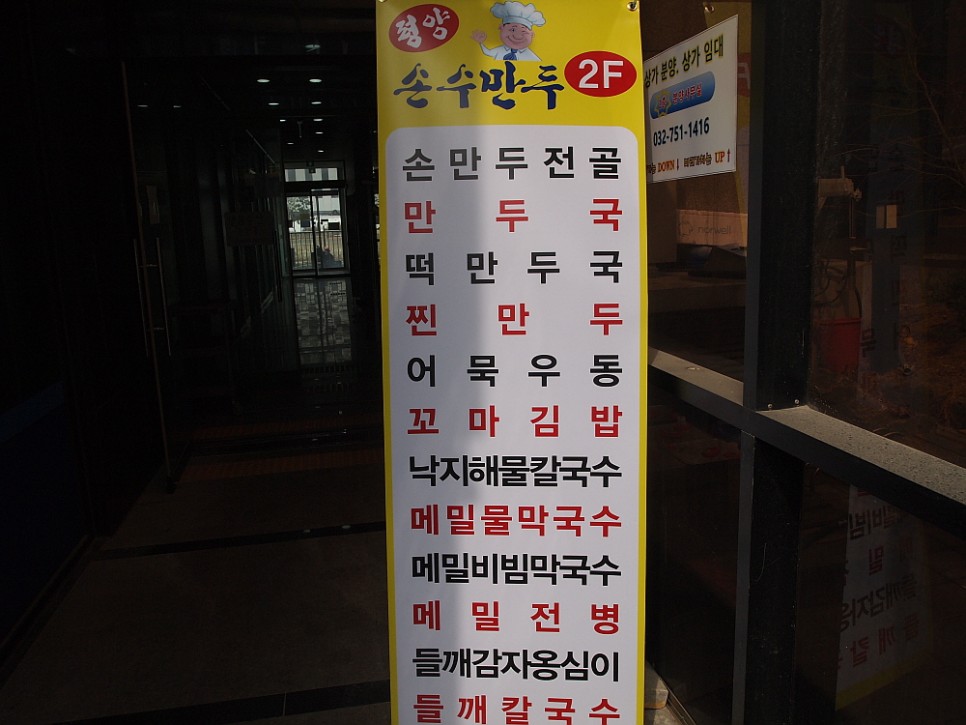 평양
손수만두 2F
손만두전골
만두국
떡만두국
찐만두
어묵우동
꼬마김밥
낙지해물칼국수
메밀물막국수
메밀비빔막국수
메밀전병
들깨감자옹심이
들깨칼국수
상가 분양. 상가 임대
032-751-1416
DOWN↓ UP↑